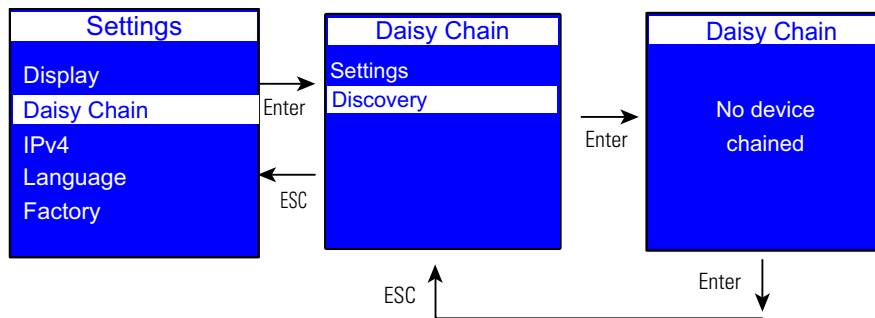 Settings
Display
Daisy Chain
IPv4
Language
Factory
Enter
ESC
Daisy Chain
Settings
Discovery
Enter
Daisy Chain
No device
chained
Enter
ESC